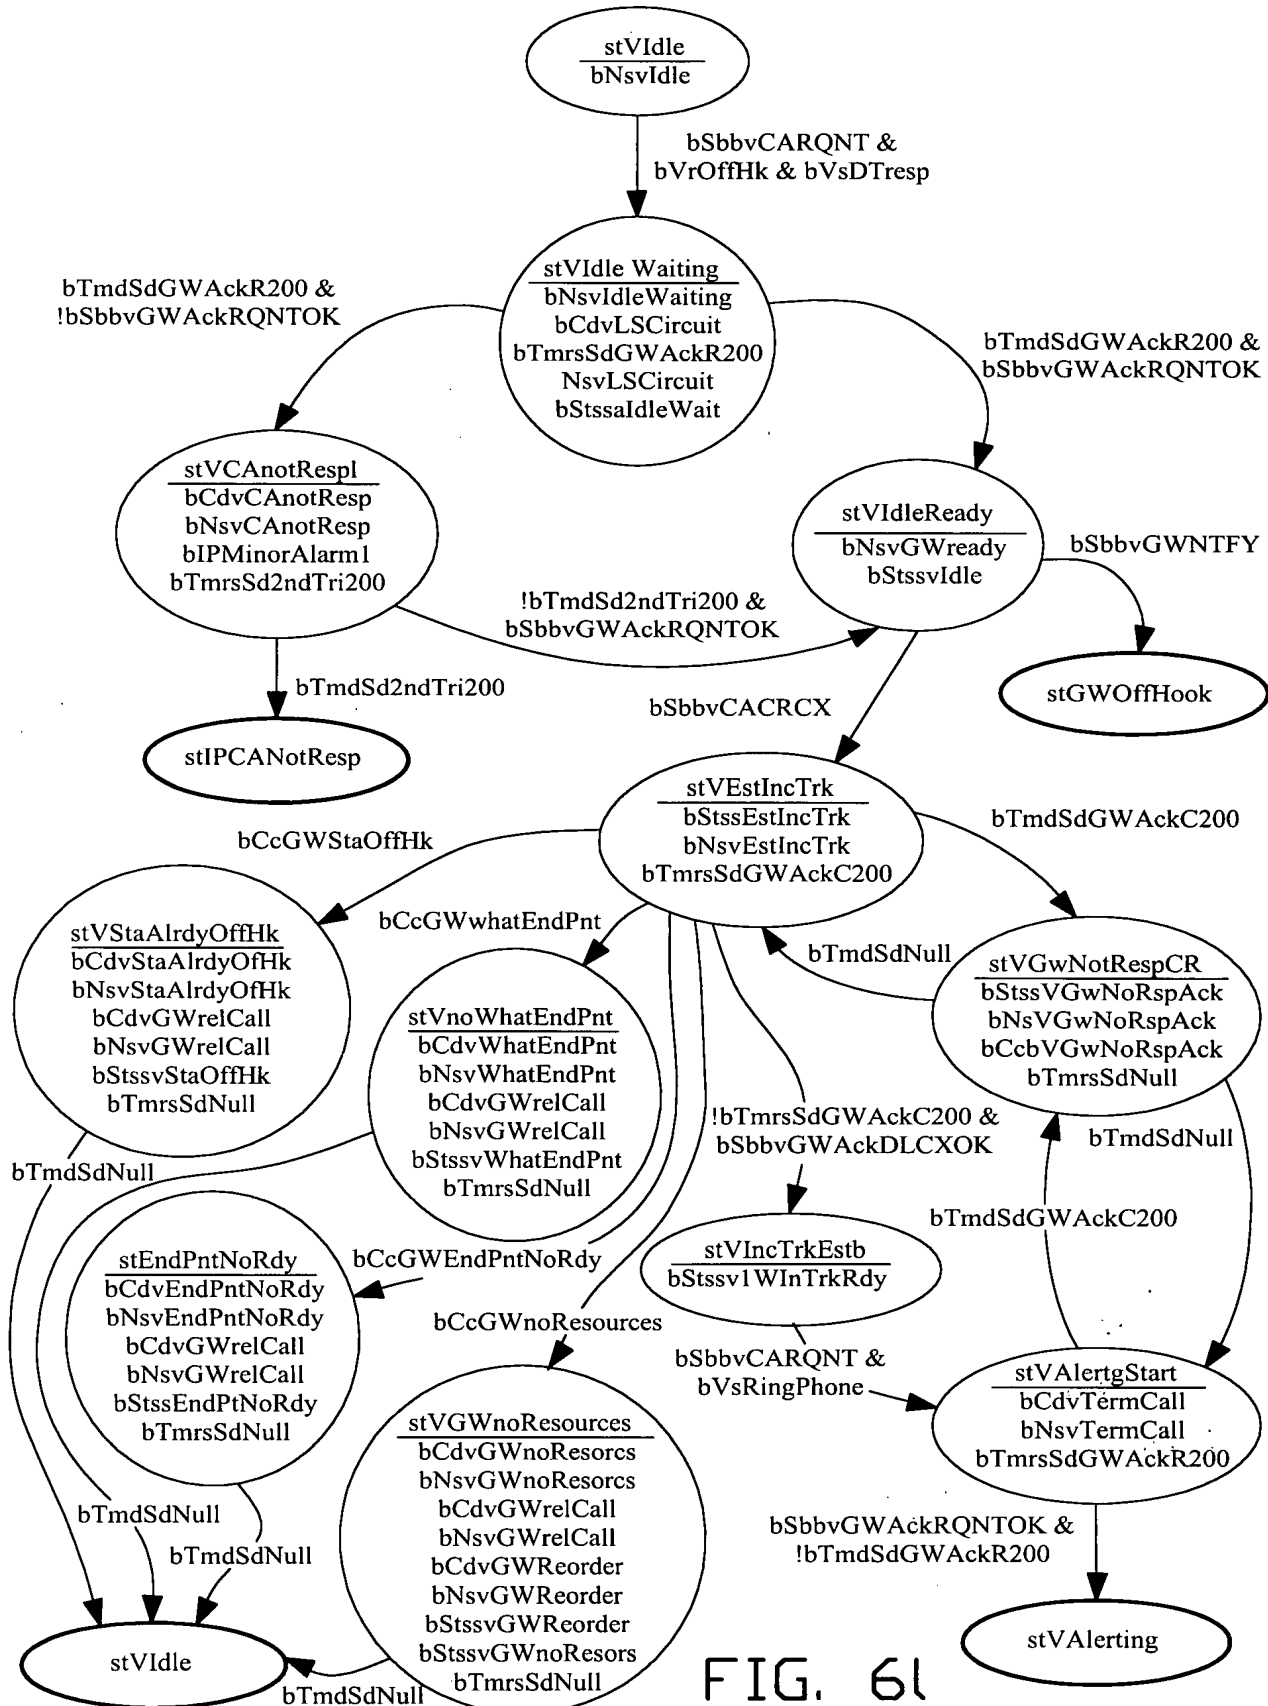 stVIdle
bNsvIdle
bSbbvCARQNT &
bVrOffHk & bVsDTresp
stVIdle Waiting
bNsvIdleWaiting
bCdvLSCircuit
bTmrsSdGWAckR200
NsvLSCircuit
bStssaIdleWait
bTmdSdGWAckR200 &
!bSbbvGWAckRQNTOK
bTmdSdGWAckR200 &
bSbbvGWAckRQNTOK
stVCAnotRespl
bCdvCAnotResp
bNsvCAnotResp
bIPMinorAlarm1
bTmrsSd2ndTri200
stVIdleReady
bNsvGWready
bStssvIdle
bSbbvGWNTFY
!bTmdSd2ndTri200 &
bSbbvGWAckRQNTOK
bTmdSd2ndTri200
stGWOffHook
bSbbvCACRCX
stIPCANotResp
stVEstIncTrk
bStssEstIncTrk
bNsvEstIncTrk
bTmrsSdGWAckC200
bTmdSdGWAckC200
bCcGWStaOffHk
stVStaAlrdyOffHk
bCdvStaAlrdyOfHk
bNsvStaAlrdyOfHk
bCdvGWrelCall
bNsvGWrelCall
bStssvStaOffHk
bTmrsSdNull
bCcGWwhatEndPnt
stVnoWhatEndPnt
bCdvWhatEndPnt
bNsvWhatEndPnt
bCdvGWrelCall
bNsvGWrelCall
bStssvWhatEndPnt
bTmrsSdNull
bTmdSdNull
stVGwNotRespCR
bStssVGwNoRspAck
bNsVGwNoRspAck
bCcbVGwNoRspAck
bTmrsSdNull
!bTmrsSdGWAckC200 &
bSbbvGWAckDLCXOK
bTmdSdNull
bTmdSdNull
bTmdSdGWAckC200
stEndPntNoRdy
bCdvEndPntNoRdy
bNsvEndPntNoRdy
bCdvGWrelCall
bNsvGWrelCall
bStssEndPtNoRdy
bTmrsSdNull
bCcGWEndPntNoRdy
stVIncTrkEstb
bStssv1WInTrkRdy
bCcGWnoResources
bSbbvCARQNT &
bVsRingPhone
stVAlertgStart
bCdvTermCall
bNsvTermCall
bTmrsSdGWAckR200
stVGWnoResources
bCdvGWnoResorcs
bNsvGWnoResorcs
bCdvGWrelCall
bNsvGWrelCall
bCdvGWReorder
bNsvGWReorder
bStssvGWReorder
bStssvGWnoResors
bTmrsSdNull
bTmdSdNull
bTmdSdNull
bSbbvGWAckRQNTOK &
!bTmdSdGWAckR200
stVIdle
bTmdSdNull
stVAlerting
FIG. 6l